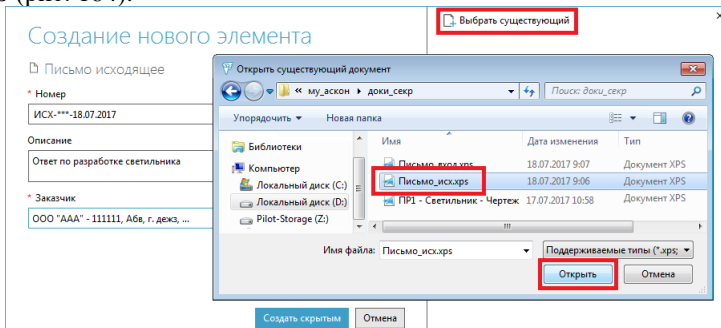 (рис. 164).
Создание нового элемента
Письмо исходящее
* Номер
ИСХ-***-18.07.2017
Описание
Ответ по разработке светильника
* Заказчик
ООО "ААА" - 111111, Абв, г. дежз, ...
Создать скрытым
Отмена
Выбрать существующий
Открыть существующий документ
« му_аскон ▸ доки_секр
Поиск: доки_секр
Упорядочить
Новая папка
Библиотеки
Компьютер
Локальный диск (C:)
Локальный диск (D:)
Pilot-Storage (Z:)
Имя Дата изменения Тип
Письмо_вход.xps 18.07.2017 9:07 Документ XPS
Письмо_исх.xps 18.07.2017 9:06 Документ XPS
ПР1 - Светильник - Чертеж 17.07.2017 10:58 Документ XPS
Имя файла: Письмо_исх.xps
Поддерживаемые типы (*.xps;
Открыть
Отмена